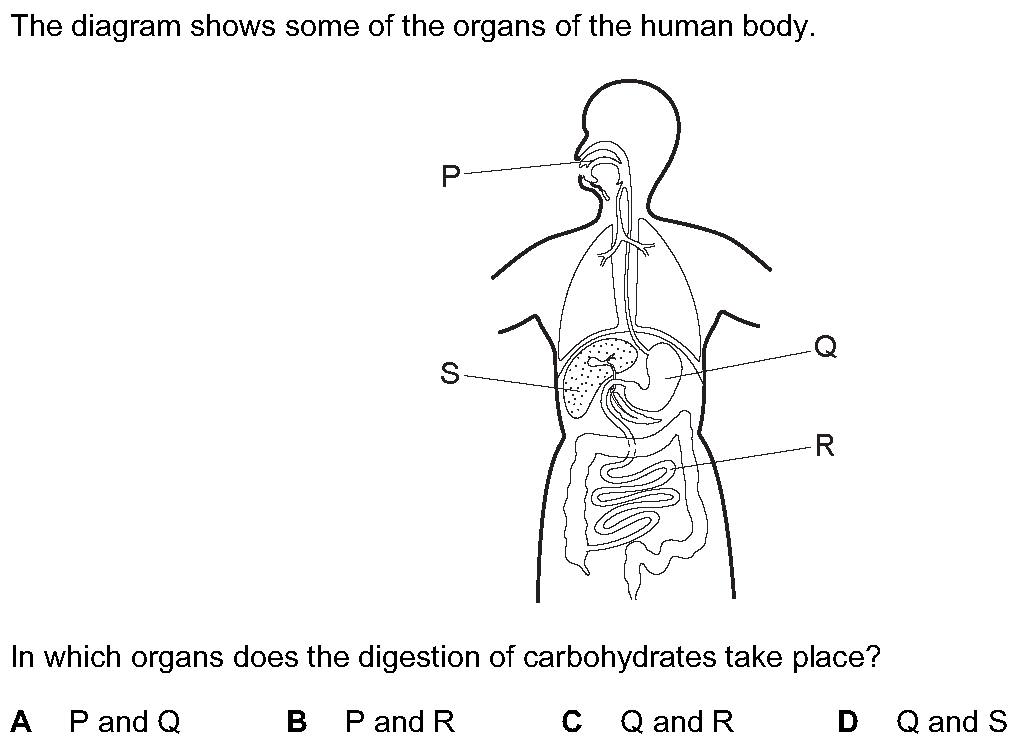 The diagram shows some of the organs of the human body.
P
Q
S
R
In which organs does the digestion of carbohydrates take place?
A P and Q B P and R C Q and R D Q and S